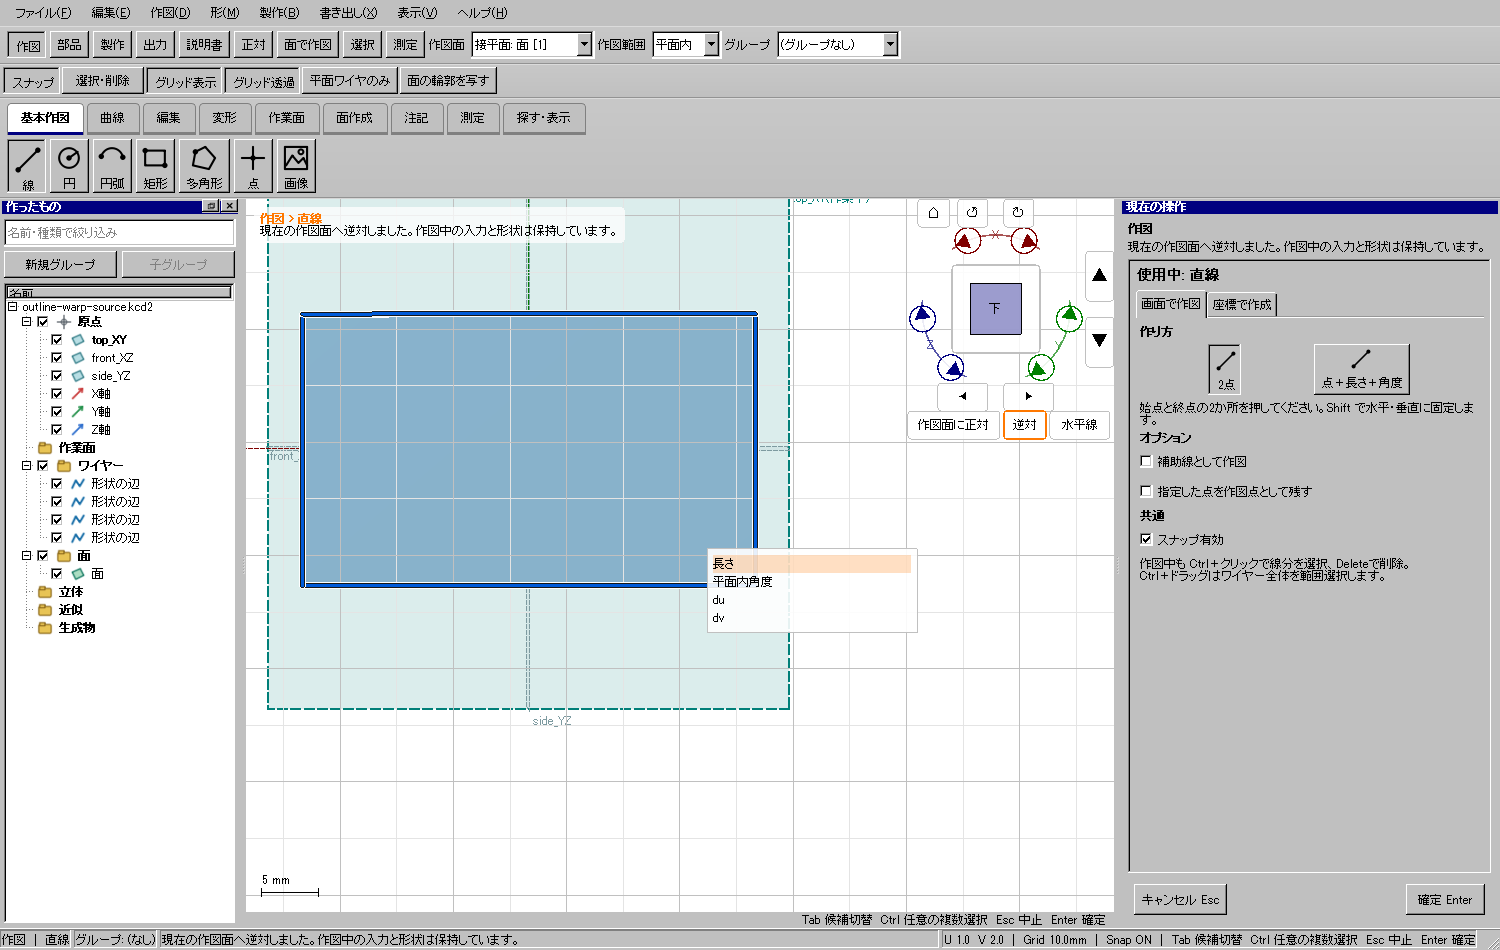 ファイル(F) 編集(E) 作図(D) 形(M) 製作(B) 書き出し(X) 表示(V) ヘルプ(H)
作図 部品 製作 出力 説明書 正対 面で作図 選択 測定 作図面 接平面: 面 [1] 作図範囲 平面内 グループ (グループなし)
スナップ 選択・削除 グリッド表示 グリッド透過 平面ワイヤのみ 面の輪郭を写す
基本作図 曲線 編集 変形 作業面 面作成 注記 測定 探す・表示
線 円 円弧 矩形 多角形 点 画像
作ったもの
名前・種類で絞り込み
新規グループ 子グループ
名前
outline-warp-source.kcd2
原点
top_XY
front_XZ
side_YZ
X軸
Y軸
Z軸
作業面
ワイヤー
形状の辺
形状の辺
形状の辺
形状の辺
面
面
立体
近似
生成物
作図 > 直線
現在の作図面へ逆対しました。作図中の入力と形状は保持しています。
front_
side_YZ
長さ
平面内角度
du
dv
X
Z
Y
下
作図面に正対 逆対 水平線
5 mm
Tab 候補切替 Ctrl 任意の複数選択 Esc 中止 Enter 確定
現在の操作
作図
現在の作図面へ逆対しました。作図中の入力と形状は保持しています。
使用中: 直線
画面で作図 座標で作成
作り方
2点 点+長さ+角度
始点と終点の2か所を押してください。Shift で水平・垂直に固定しま
す。
オプション
補助線として作図
指定した点を作図点として残す
共通
スナップ有効
作図中も Ctrl+クリックで線分を選択、Deleteで削除。
Ctrl+ドラッグはワイヤー全体を範囲選択します。
キャンセル Esc 確定 Enter
作図 | 直線 グループ: (なし) 現在の作図面へ逆対しました。作図中の入力と形状は保持しています。 U 1.0 V 2.0 | Grid 10.0mm | Snap ON | Tab 候補切替 Ctrl 任意の複数選択 Esc 中止 Enter 確定